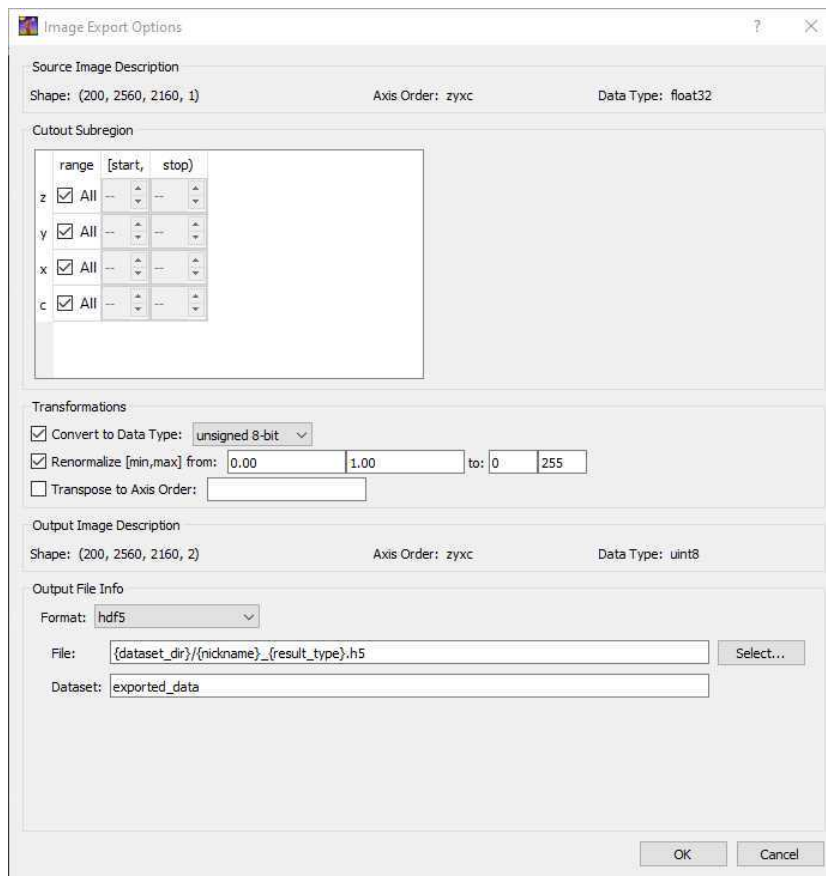 Image Export Options
Source Image Description
Shape: (200, 2560, 2160, 1) Axis Order: zyxc Data Type: float32
Cutout Subregion
range [start, stop)
z All -- --
y All -- --
x All -- --
c All -- --
Transformations
Convert to Data Type: unsigned 8-bit
Renormalize [min,max] from: 0.00 1.00 to: 0 255
Transpose to Axis Order:
Output Image Description
Shape: (200, 2560, 2160, 2) Axis Order: zyxc Data Type: uint8
Output File Info
Format: hdf5
File: {dataset_dir}/{nickname}_{result_type}.h5 Select...
Dataset: exported_data
OK Cancel